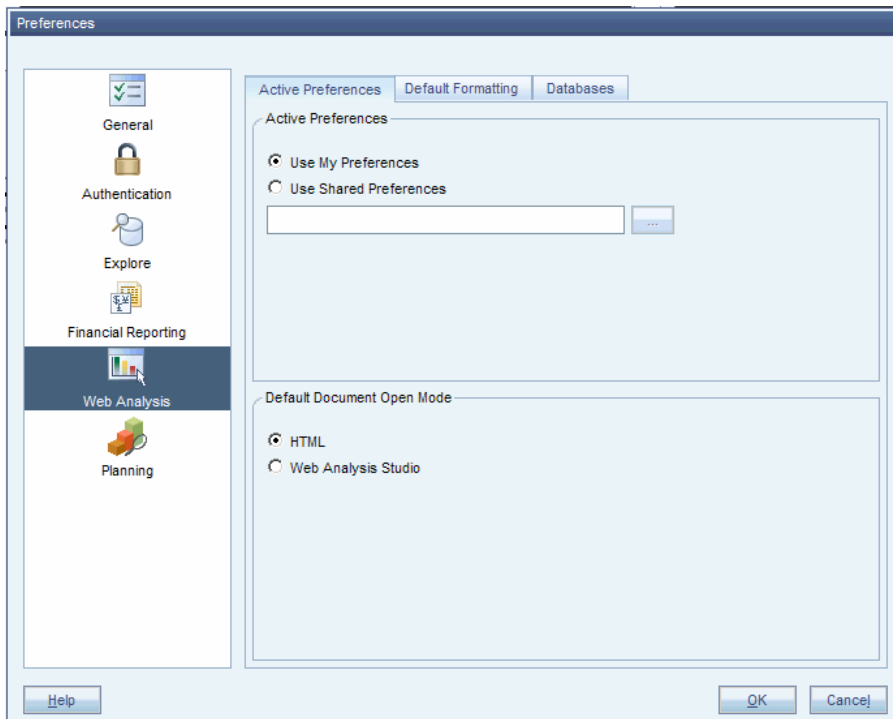 Preferences
General
Authentication
Explore
Financial Reporting
Web Analysis
Planning
Active Preferences Default Formatting Databases
Active Preferences
Use My Preferences
Use Shared Preferences
...
Default Document Open Mode
HTML
Web Analysis Studio
Help OK Cancel